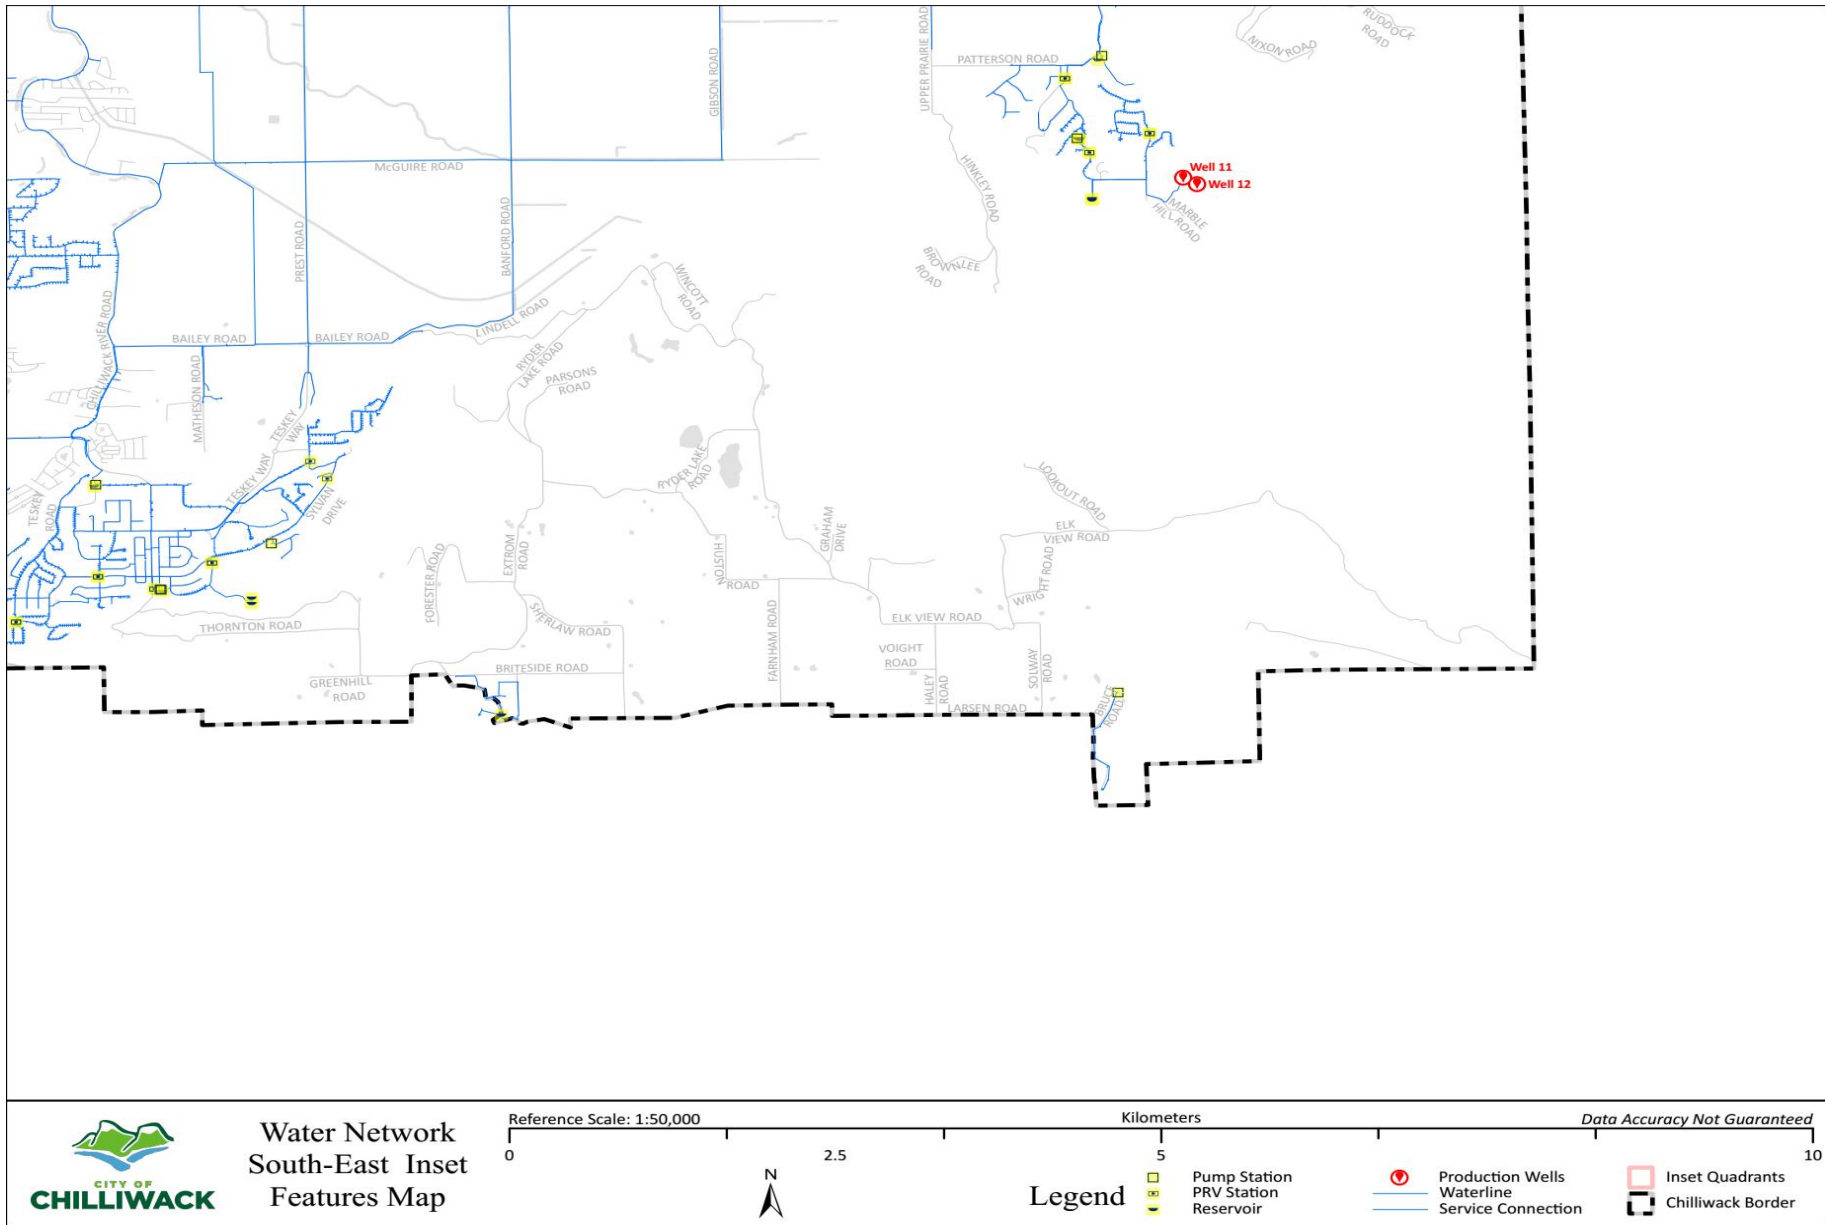 RUDDOCK
ROAD
NIXON ROAD
UPPER PRAIRIE ROAD
PATTERSON ROAD
GIBSON ROAD
McGUIRE ROAD
Well 11
Well 12
HINKLEY ROAD
MARBLE
HILL ROAD
BANFORD ROAD
PREST ROAD
BROWNLEE
ROAD
WINCOTT
ROAD
CHILLIWACK RIVER ROAD
BAILEY ROAD
BAILEY ROAD
LINDELL ROAD
RYDER
LAKE ROAD
PARSONS
ROAD
MATHESON ROAD
TESKEY
WAY
TESKEY WAY
RYDER LAKE
ROAD
LOOKOUT ROAD
TESKEY
ROAD
SYLVAN
DRIVE
GRAHAM
DRIVE
ELK
VIEW ROAD
EXTROM
ROAD
FORESTER ROAD
HUSTON
ROAD
WRIGHT ROAD
SHERLAW ROAD
THORNTON ROAD
FARNHAM ROAD
ELK VIEW ROAD
VOIGHT
ROAD
SOLWAY
ROAD
BRITESIDE ROAD
GREENHILL
ROAD
HALEY
ROAD
LARSEN ROAD
BRUCE
ROAD
CITY OF
CHILLIWACK
Water Network
South-East Inset
Features Map
Reference Scale: 1:50,000
Kilometers
Data Accuracy Not Guaranteed
0
2.5
5
10
N
Legend
Pump Station
PRV Station
Reservoir
Production Wells
Waterline
Service Connection
Inset Quadrants
Chilliwack Border